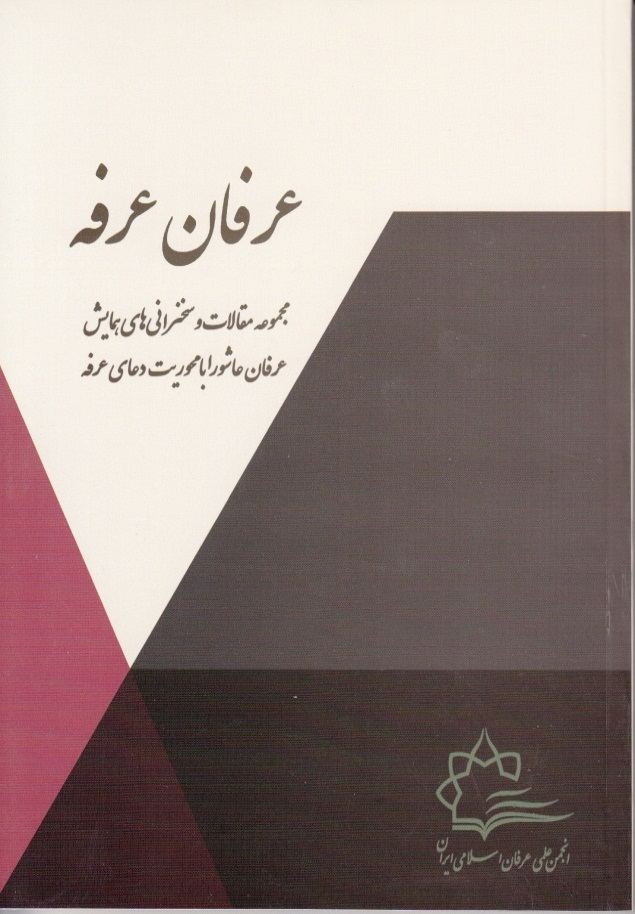 عرفان عرفه
مجموعه مقالات و سخنرانی‌های همایش
عرفان عاشورا با محوریت دعای عرفه
انجمن علمی عرفان اسلامی ایران